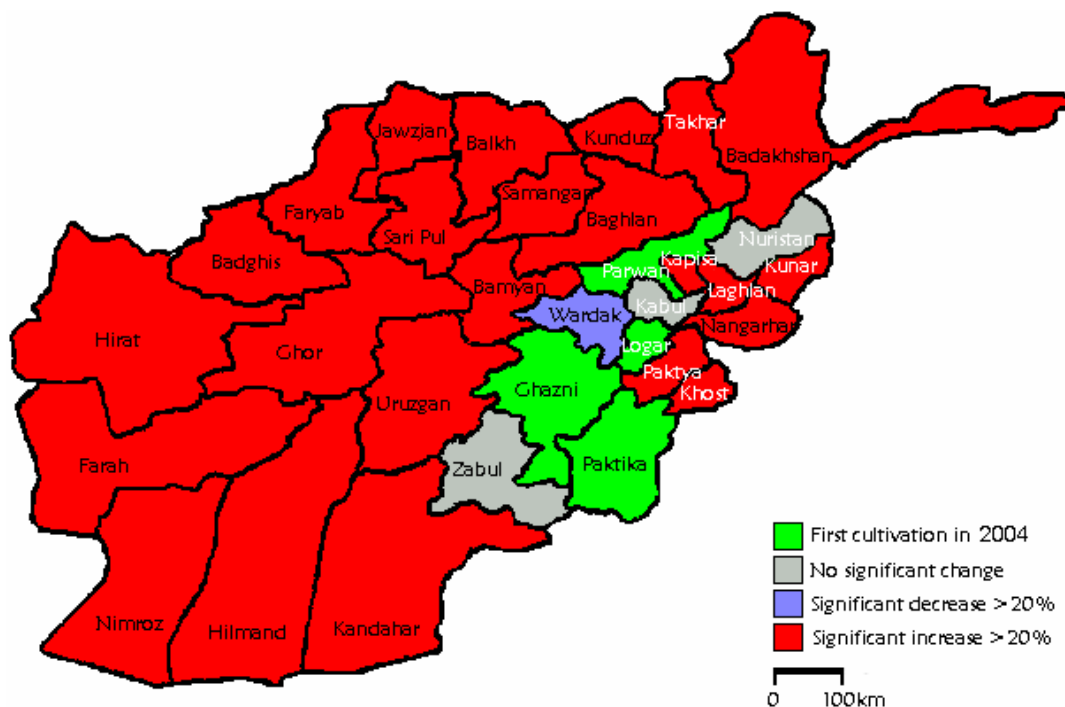 Jawzjan
Balkh
Kunduz
Takhar
Badakhshan
Faryab
Sari Pul
Samangan
Baghlan
Badghis
Nuristan
Kunar
Kapisa
Parwan
Bamyan
Laghlan
Kabul
Wardak
Nangarhar
Hirat
Ghor
Logar
Paktya
Khost
Uruzgan
Ghazni
Farah
Zabul
Paktika
Nimroz
Hilmand
Kandahar
First cultivation in 2004
No significant change
Significant decrease >20%
Significant increase >20%
0 100km